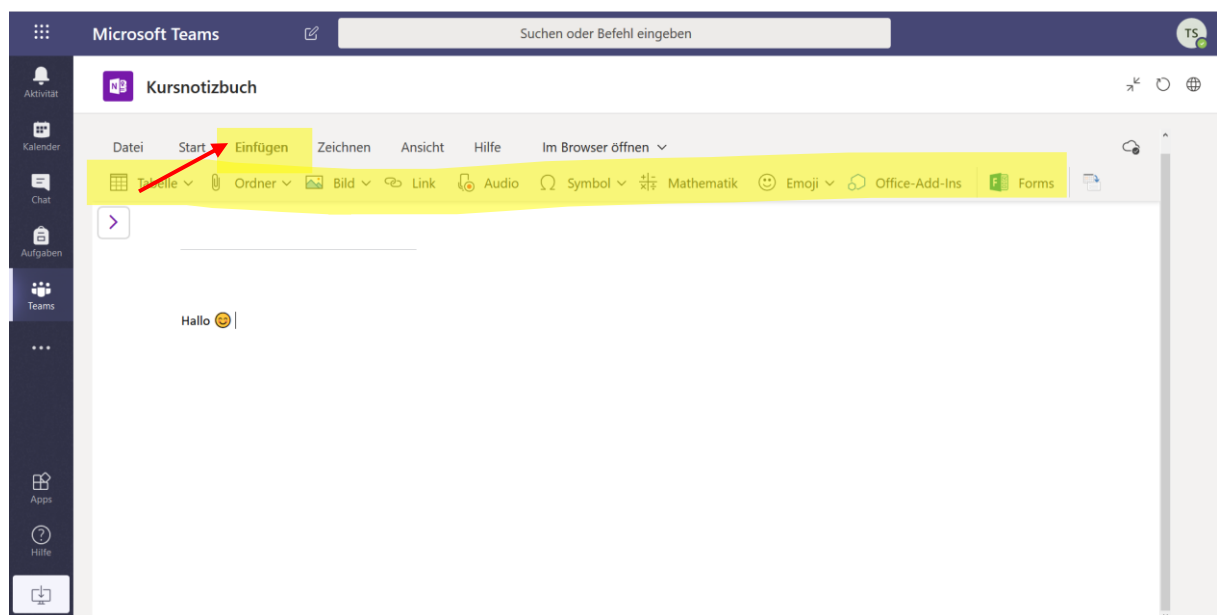 Microsoft Teams
Suchen oder Befehl eingeben
TS
Aktivität
Kalender
Chat
Aufgaben
Teams
Apps
Hilfe
N
Kursnotizbuch
Datei Start Einfügen Zeichnen Ansicht Hilfe Im Browser öffnen
Tabelle Ordner Bild Link Audio Ω Symbol Mathematik Emoji Office-Add-Ins F Forms
Hallo 😊